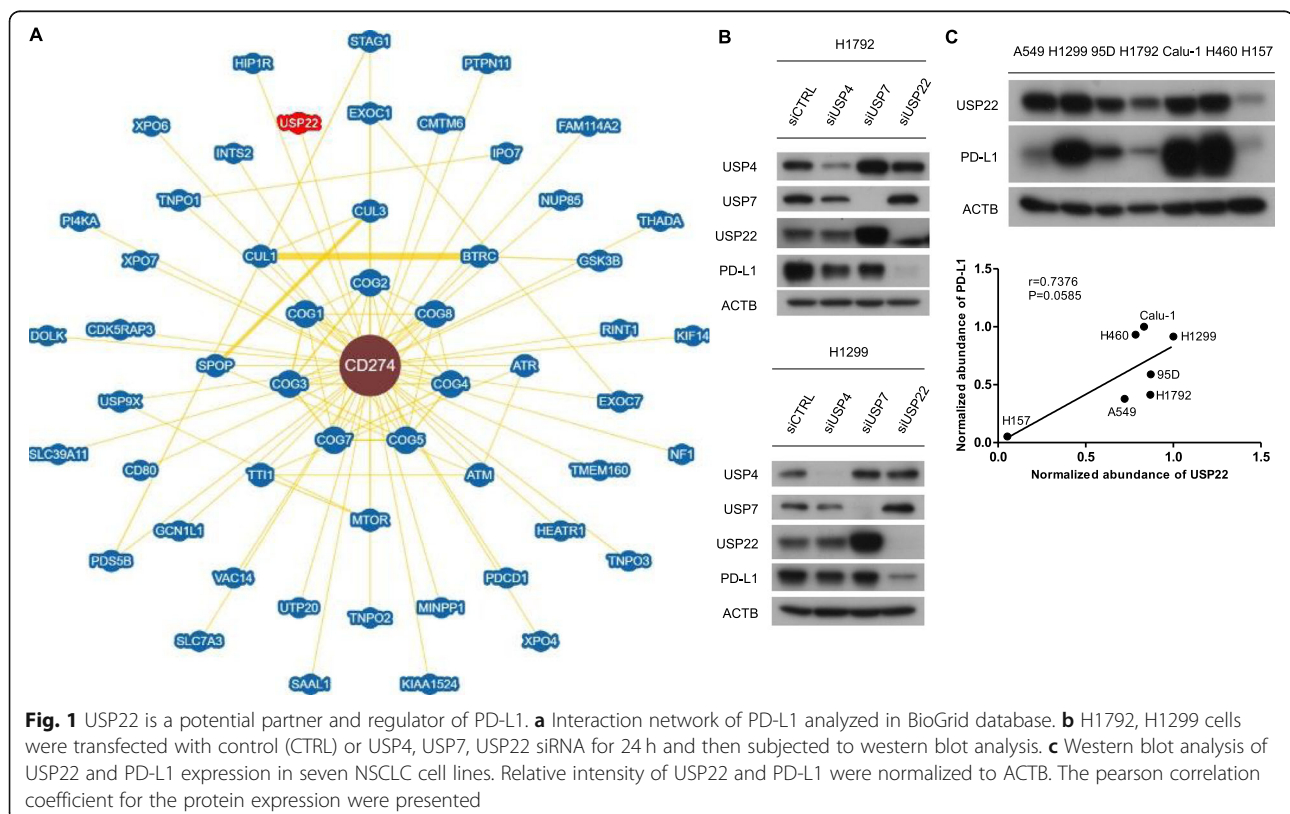 A
STAG1
HIP1R
PTPN11
USP22
EXOC1
CMTM6
XPO6
FAM114A2
INTS2
IPO7
TNPO1
NUP85
CUL3
PI4KA
THADA
CUL1
BTRC
XPO7
GSK3B
COG2
COG1
COG8
DOLK
CDK5RAP3
RINT1
KIF14
SPOP
CD274
ATR
COG3
COG4
USP9X
EXOC7
COG7
COG5
SLC39A11
NF1
CD80
TTI1
ATM
TMEM160
MTOR
GCN1L1
HEATR1
PDS5B
TNPO3
VAC14
PDCD1
UTP20
MINPP1
TNPO2
SLC7A3
XPO4
SAAL1
KIAA1524
B
H1792
siCTRL siUSP4 siUSP7 siUSP22
USP4
USP7
USP22
PD-L1
ACTB
H1299
siCTRL siUSP4 siUSP7 siUSP22
USP4
USP7
USP22
PD-L1
ACTB
C
A549 H1299 95D H1792 Calu-1 H460 H157
USP22
PD-L1
ACTB
Normalized abundance of PD-L1
1.5
1.0
0.5
0.0
r=0.7376
P=0.0585
Calu-1
H460
H1299
95D
H1792
A549
H157
0.0 0.5 1.0 1.5
Normalized abundance of USP22
Fig. 1 USP22 is a potential partner and regulator of PD-L1. a Interaction network of PD-L1 analyzed in BioGrid database. b H1792, H1299 cells
were transfected with control (CTRL) or USP4, USP7, USP22 siRNA for 24 h and then subjected to western blot analysis. c Western blot analysis of
USP22 and PD-L1 expression in seven NSCLC cell lines. Relative intensity of USP22 and PD-L1 were normalized to ACTB. The pearson correlation
coefficient for the protein expression were presented